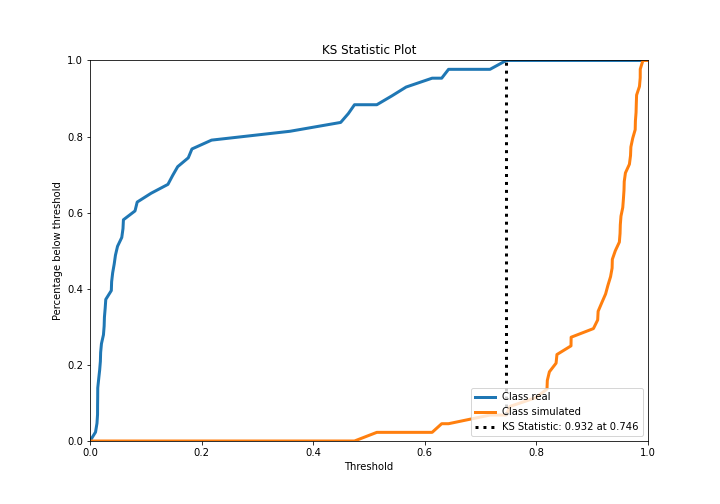 KS Statistic Plot
1.0
0.8
0.6
0.4
0.2
0.0
Percentage below threshold
0.0 0.2 0.4 0.6 0.8 1.0
Threshold
Class real
Class simulated
KS Statistic: 0.932 at 0.746